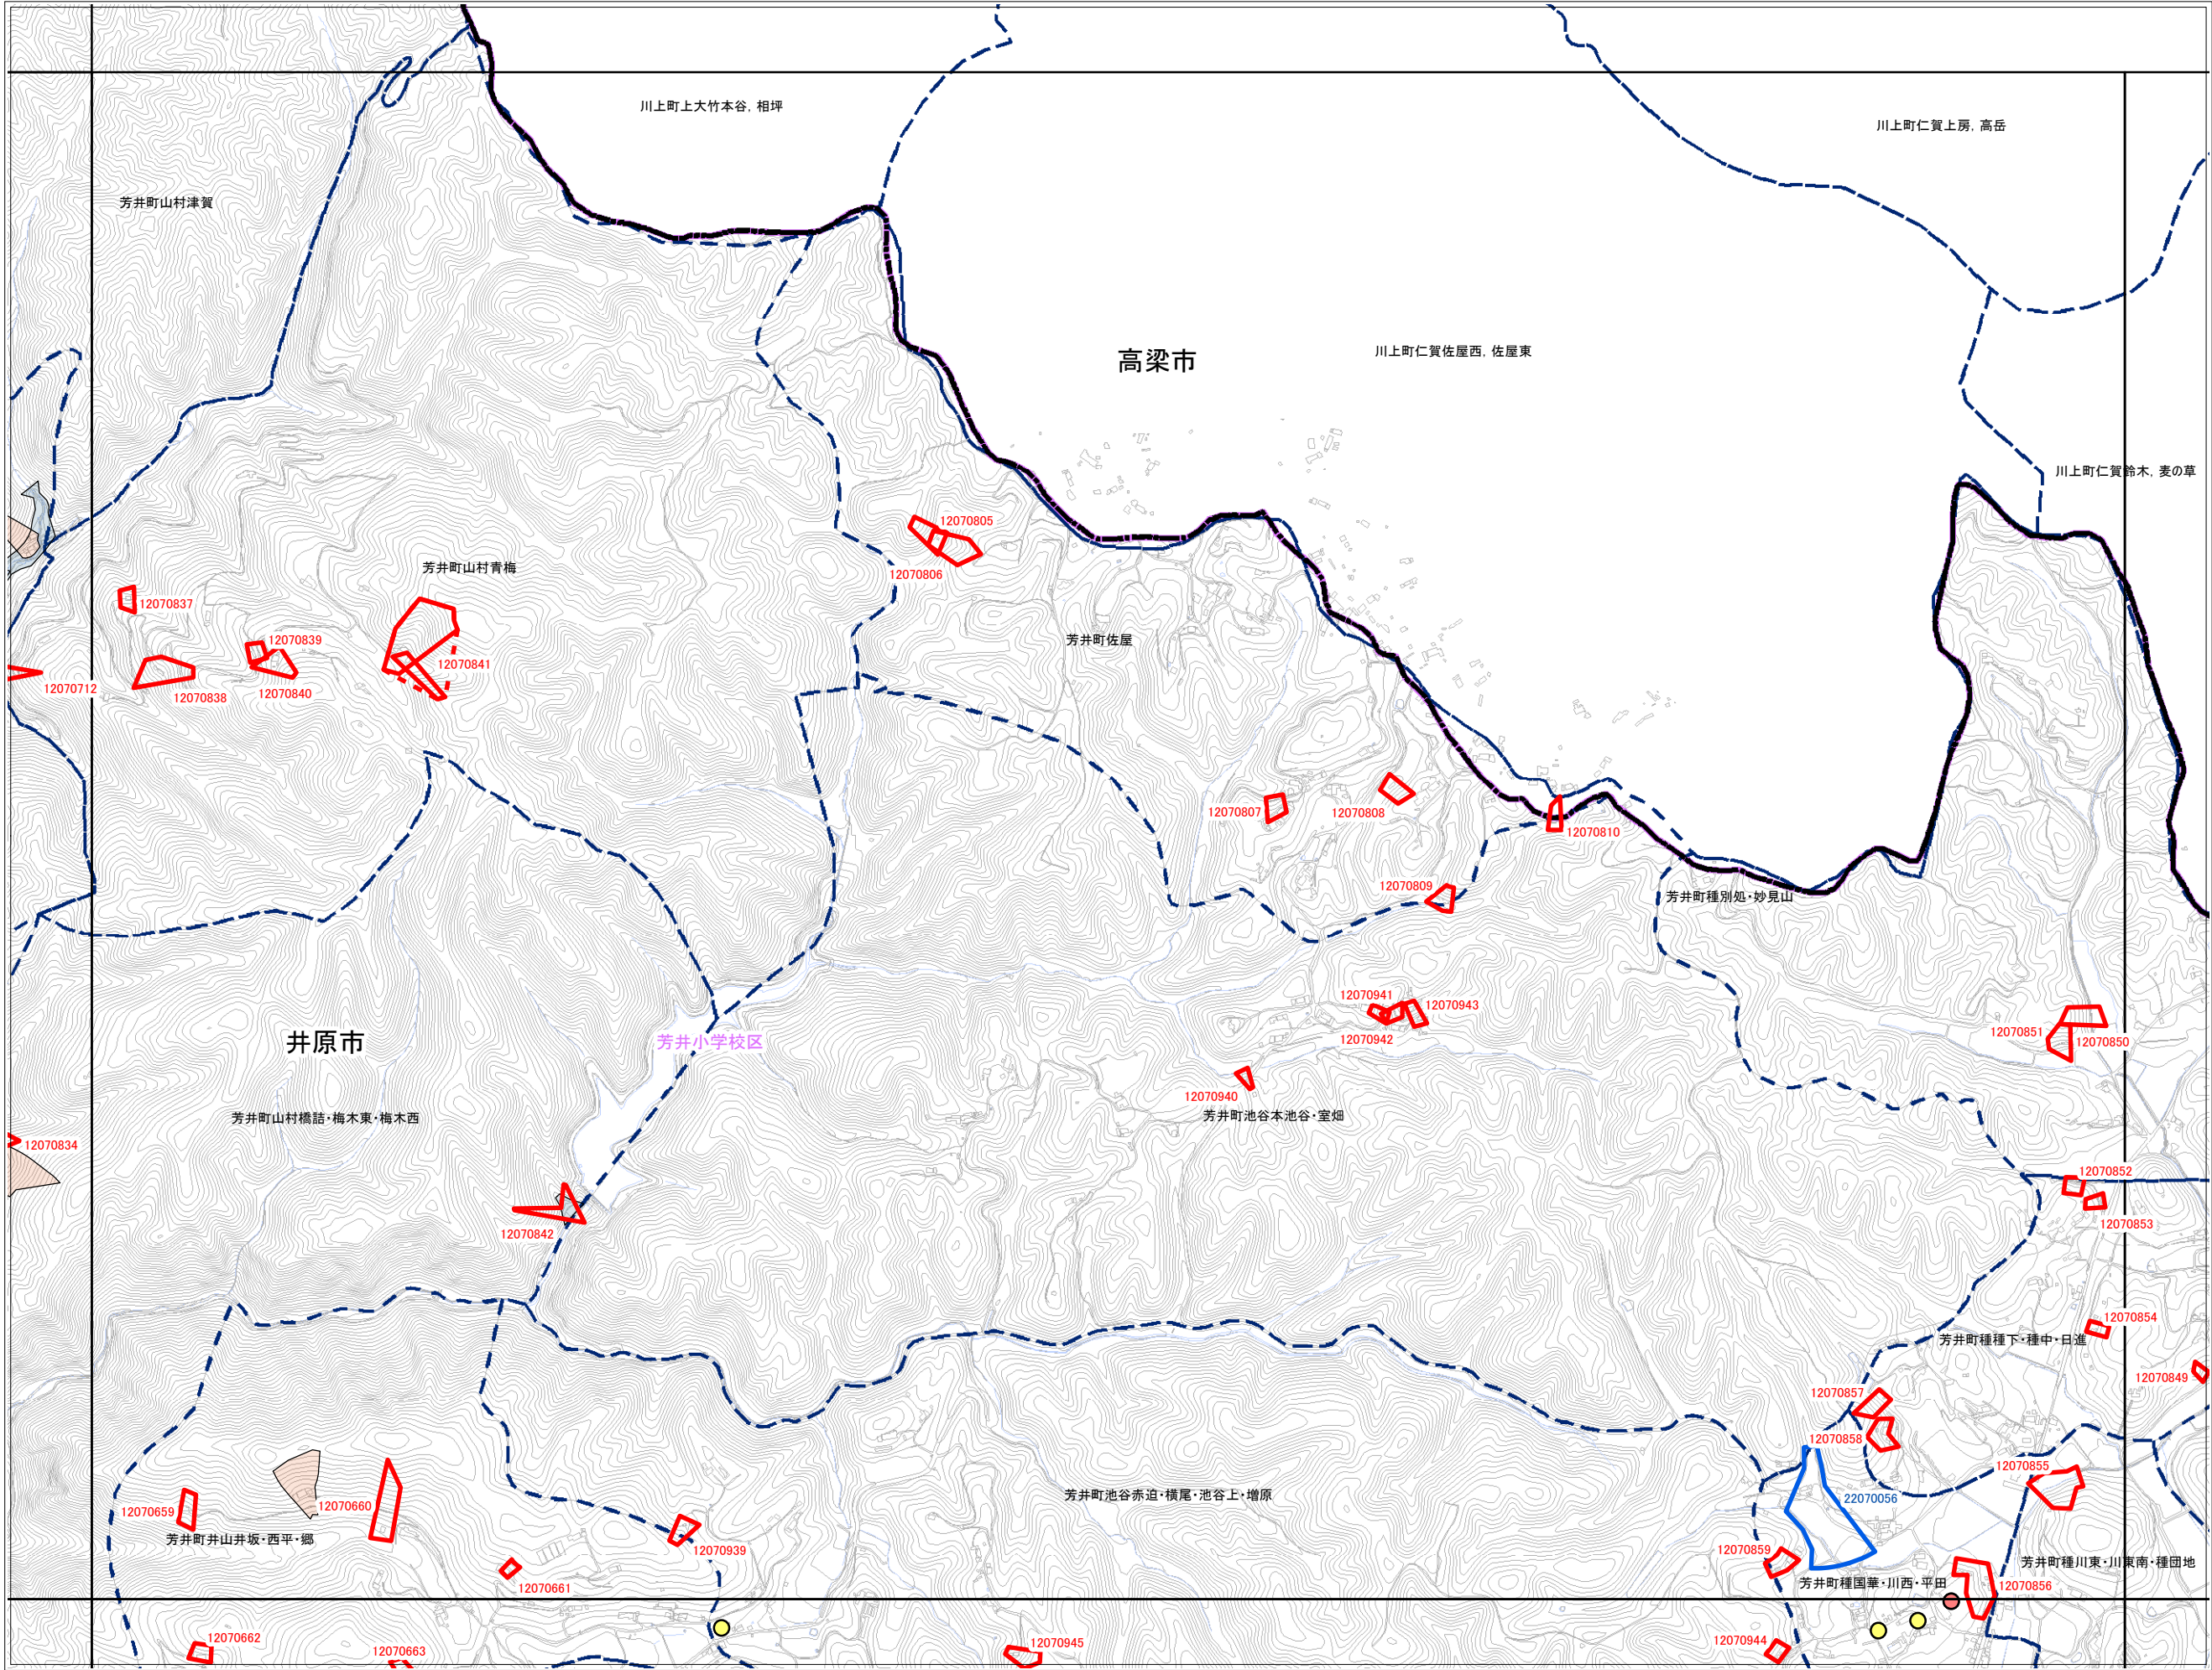 川上町上大竹本谷, 相坪
川上町仁賀上房, 高岳
芳井町山村津賀
高梁市
川上町仁賀佐屋西, 佐屋東
川上町仁賀鈴木, 麦の草
12070805
芳井町山村青梅
12070806
12070837
12070839
芳井町佐屋
12070841
12070712
12070838
12070840
12070807
12070808
12070810
12070809
芳井町種別処・妙見山
12070941
12070943
12070851
井原市
芳井小学校区
12070942
12070850
12070940
芳井町山村橋詰・梅木東・梅木西
芳井町池谷本池谷・室畑
12070834
12070852
12070853
12070842
12070854
芳井町種種下・種中・日進
12070849
12070857
12070858
12070855
芳井町池谷赤迫・横尾・池谷上・増原
22070056
12070660
12070659
芳井町井山井坂・西平・郷
12070939
12070859
芳井町種川東・川東南・種団地
12070661
芳井町種国華・川西・平田
12070856
12070662
12070663
12070945
12070944